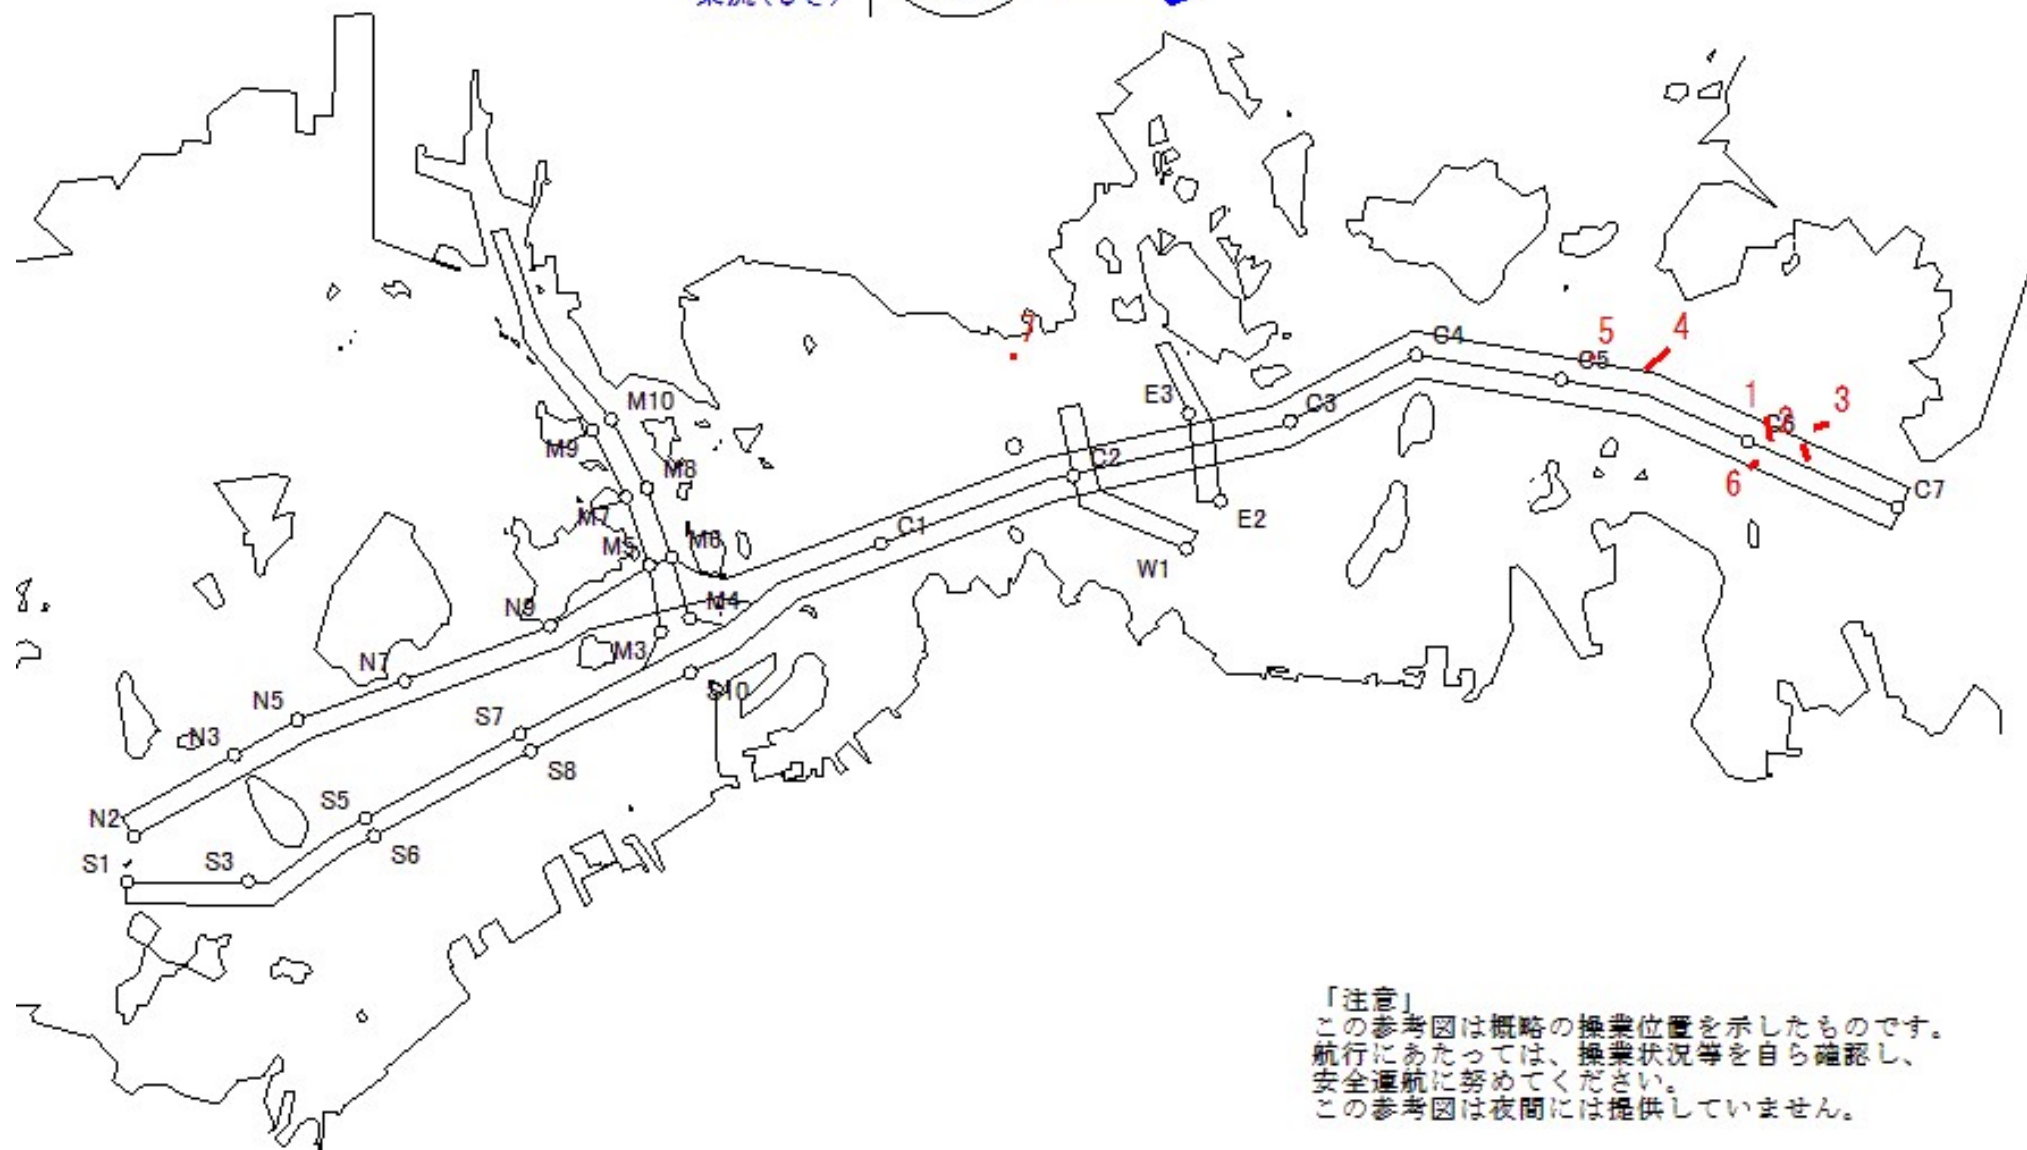 C4
5
4
C5
7
M10
E3
C3
1
2
3
C6
M9
M8
C2
6
C7
M7
C1
E2
M5
M6
W1
N9
M4
M3
N7
S10
N5
S7
N3
S8
S5
N2
S6
S1
S3
「注意」
この参考図は概略の操業位置を示したものです。
航行にあたっては、操業状況等を自ら確認し、
安全運航に努めてください。
この参考図は夜間には提供していません。